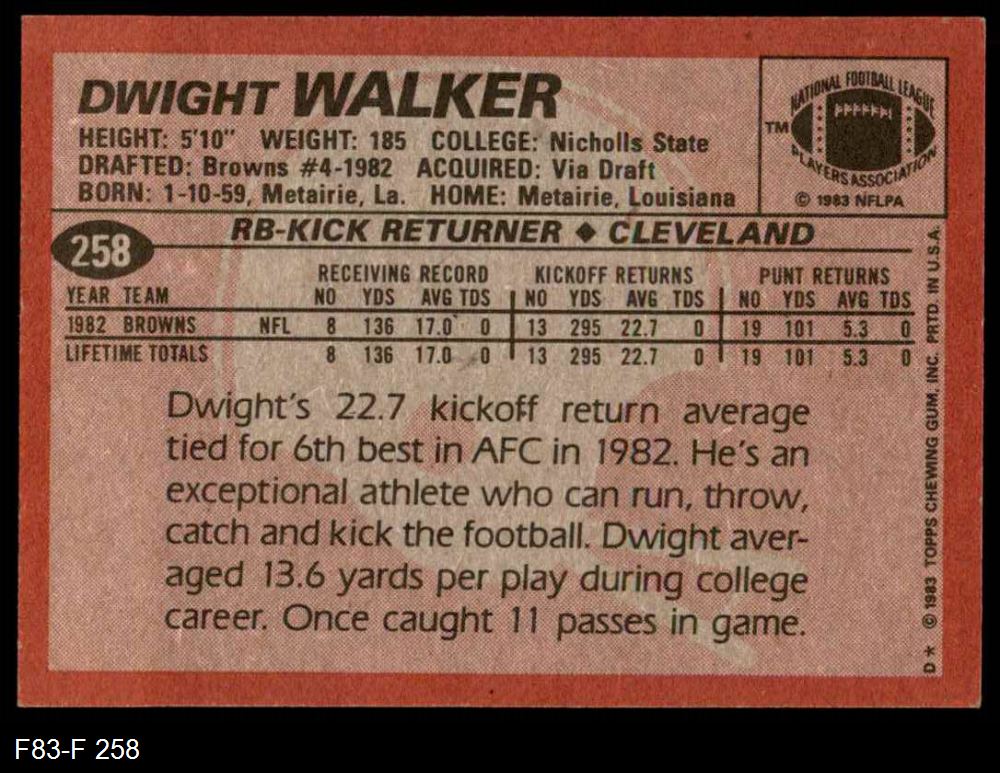 DWIGHT WALKER
HEIGHT: 5'10" WEIGHT: 185 COLLEGE: Nicholls State
DRAFTED: Browns #4-1982 ACQUIRED: Via Draft
BORN: 1-10-59, Metairie, La. HOME: Metairie, Louisiana
NATIONAL FOOTBALL LEAGUE
TM
PLAYERS ASSOCIATION
© 1983 NFLPA
258
RB-KICK RETURNER ♦ CLEVELAND
RECEIVING RECORD KICKOFF RETURNS PUNT RETURNS
YEAR TEAM NO YDS AVG TDS NO YDS AVG TDS NO YDS AVG TDS
1982 BROWNS NFL 8 136 17.0 0 13 295 22.7 0 19 101 5.3 0
LIFETIME TOTALS 8 136 17.0 0 13 295 22.7 0 19 101 5.3 0
Dwight's 22.7 kickoff return average
tied for 6th best in AFC in 1982. He's an
exceptional athlete who can run, throw,
catch and kick the football. Dwight aver-
aged 13.6 yards per play during college
career. Once caught 11 passes in game.
D* © 1983 TOPPS CHEWING GUM, INC. PRTD. IN U.S.A.
F83-F 258